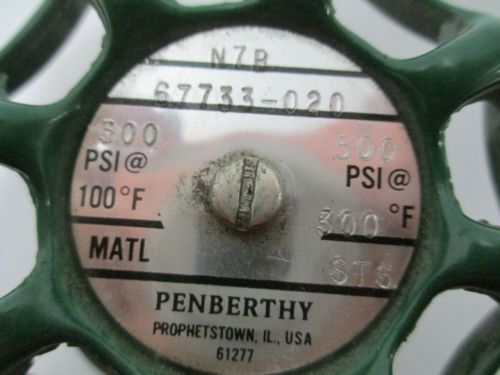 N7B
67733-020
500 PSI @ 100°F
500 PSI @ 300 °F
MATL STS
PENBERTHY
PROPHETSTOWN, IL., USA
61277